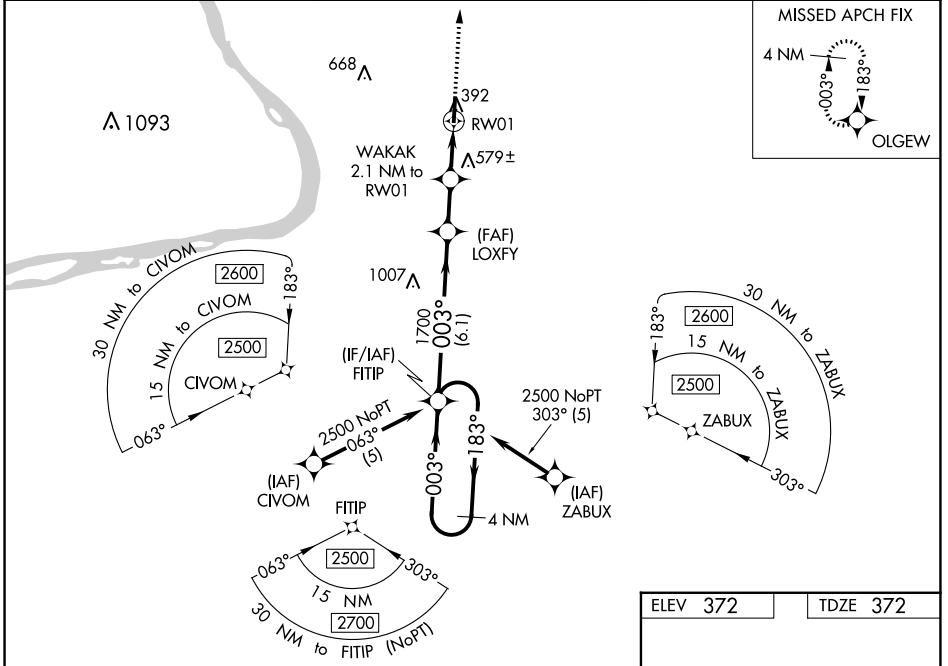 MISSED APCH FIX
4 NM
003°
183°
OLGEW
668
1093
392
RW01
WAKAK
2.1 NM to
RW01
579±
(FAF)
LOXFY
1007
1700
003°
(6.1)
30 NM to CIVOM
2600
183°
15 NM to CIVOM
2500
CIVOM
063°
30 NM to ZABUX
2600
183°
15 NM to ZABUX
2500
ZABUX
303°
(IF/IAF)
FITIP
2500 NoPT
063°
(5)
(IAF)
CIVOM
2500 NoPT
303° (5)
(IAF)
ZABUX
003°
183°
4 NM
FITIP
063°
303°
2500
15 NM
2700
30 NM to FITIP (NoPT)
ELEV 372
TDZE 372